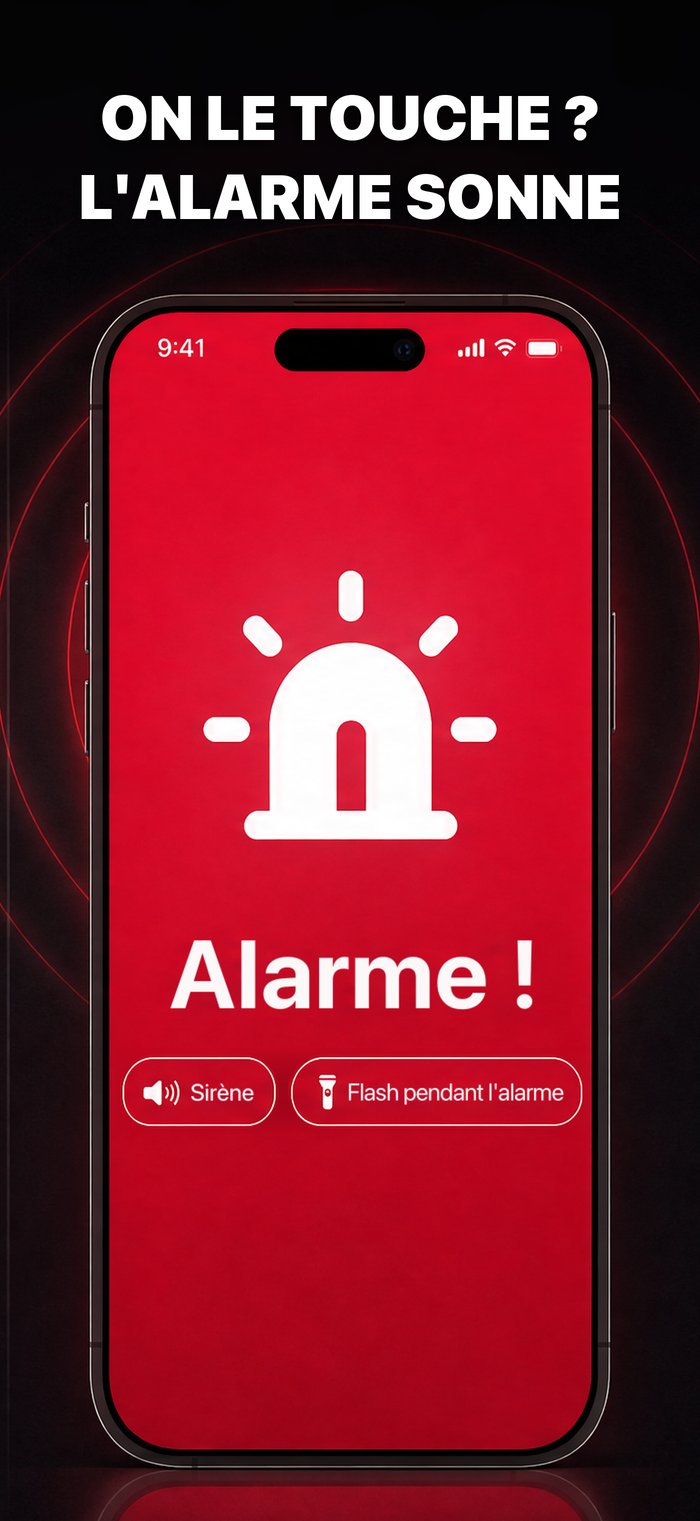 ON LE TOUCHE ?
L'ALARME SONNE
9:41
Alarme !
Sirène
Flash pendant l'alarme